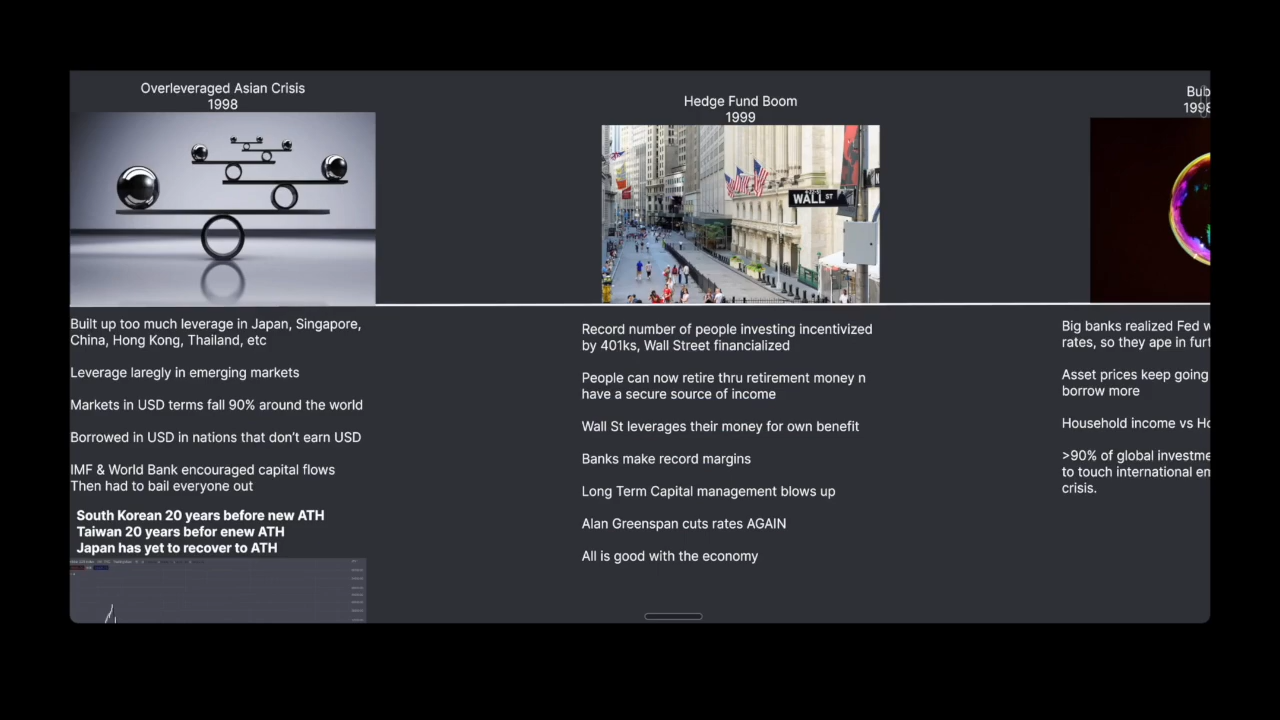 Overleveraged Asian Crisis
1998
Built up too much leverage in Japan, Singapore,
China, Hong Kong, Thailand, etc
Leverage laregly in emerging markets
Markets in USD terms fall 90% around the world
Borrowed in USD in nations that don't earn USD
IMF & World Bank encouraged capital flows
Then had to bail everyone out
South Korean 20 years before new ATH
Taiwan 20 years befor enew ATH
Japan has yet to recover to ATH
Hedge Fund Boom
1999
WALL ST
Record number of people investing incentivized
by 401ks, Wall Street financialized
People can now retire thru retirement money n
have a secure source of income
Wall St leverages their money for own benefit
Banks make record margins
Long Term Capital management blows up
Alan Greenspan cuts rates AGAIN
All is good with the economy
Bub
1998
Big banks realized Fed w
rates, so they ape in furt
Asset prices keep going
borrow more
Household income vs Ho
>90% of global investme
to touch international em
crisis.